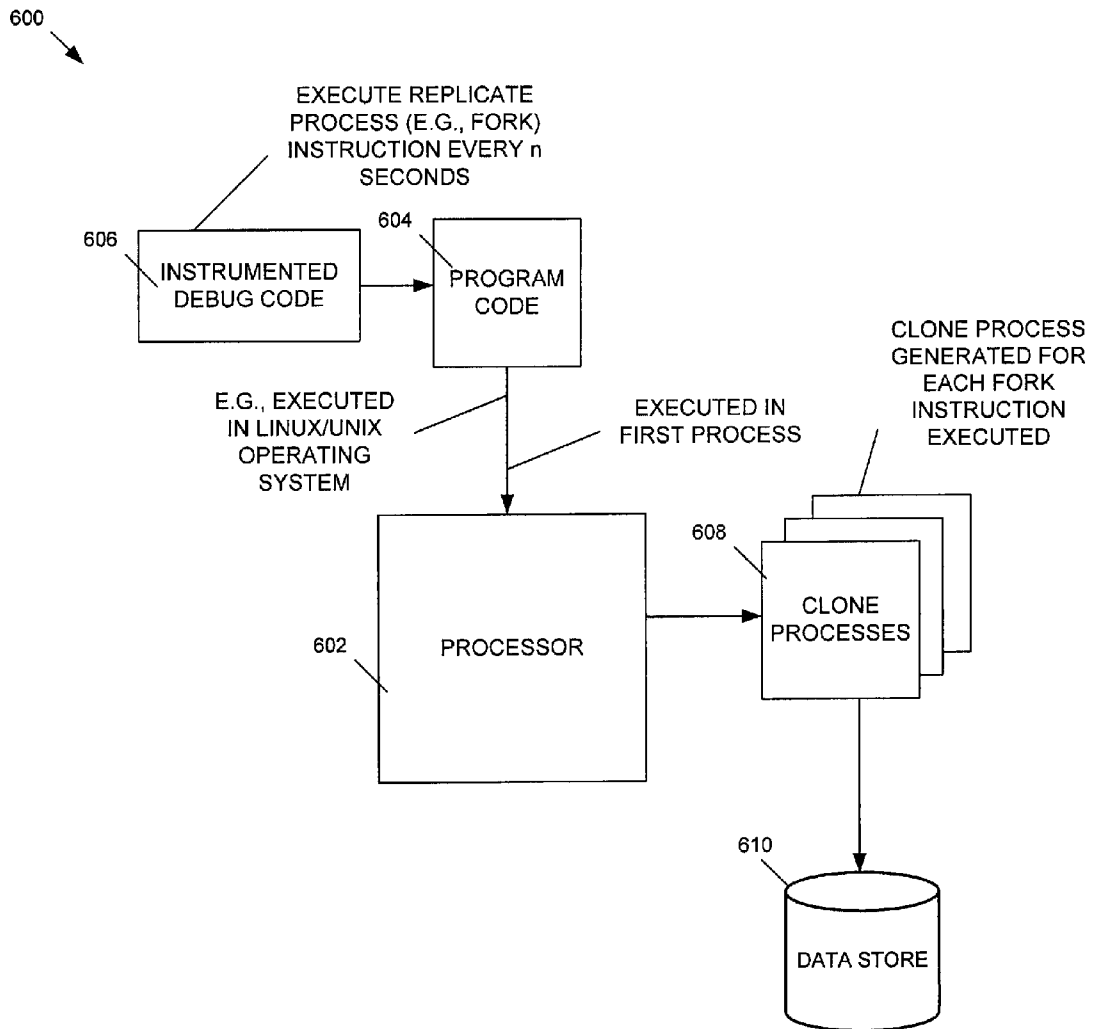 600
EXECUTE REPLICATE
PROCESS (E.G., FORK)
INSTRUCTION EVERY n
SECONDS
606
INSTRUMENTED
DEBUG CODE
604
PROGRAM
CODE
CLONE PROCESS
GENERATED FOR
EACH FORK
INSTRUCTION
EXECUTED
E.G., EXECUTED
IN LINUX/UNIX
OPERATING
SYSTEM
EXECUTED IN
FIRST PROCESS
602
PROCESSOR
608
CLONE
PROCESSES
610
DATA STORE